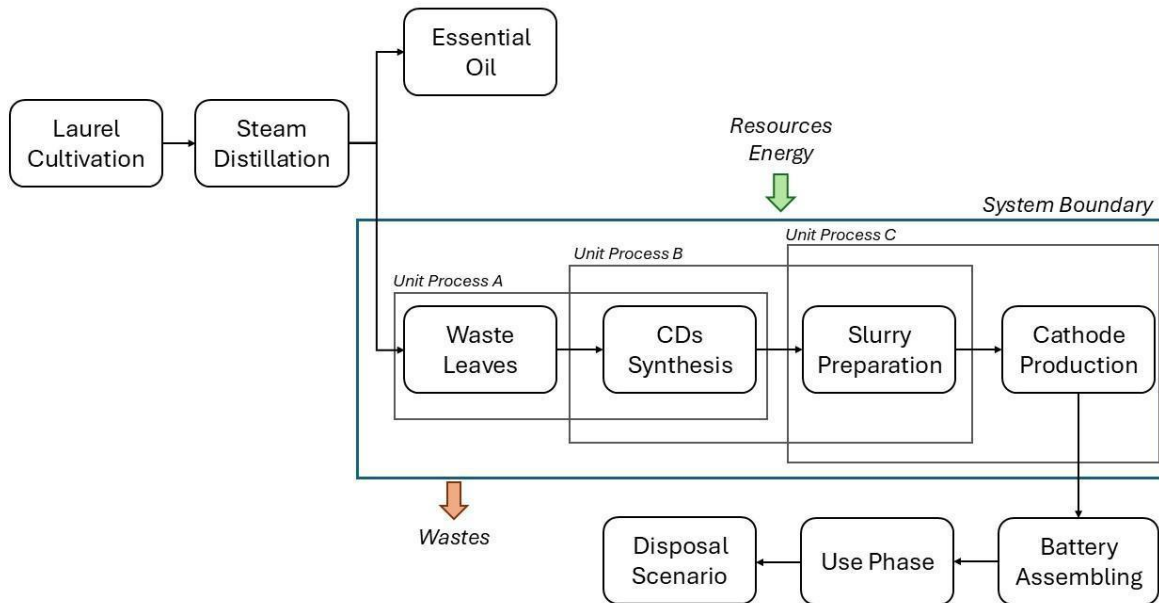 Essential
Oil
Laurel
Cultivation
Steam
Distillation
Resources
Energy
System Boundary
Unit Process C
Unit Process B
Unit Process A
Waste
Leaves
CDs
Synthesis
Slurry
Preparation
Cathode
Production
Wastes
Disposal
Scenario
Use Phase
Battery
Assembling